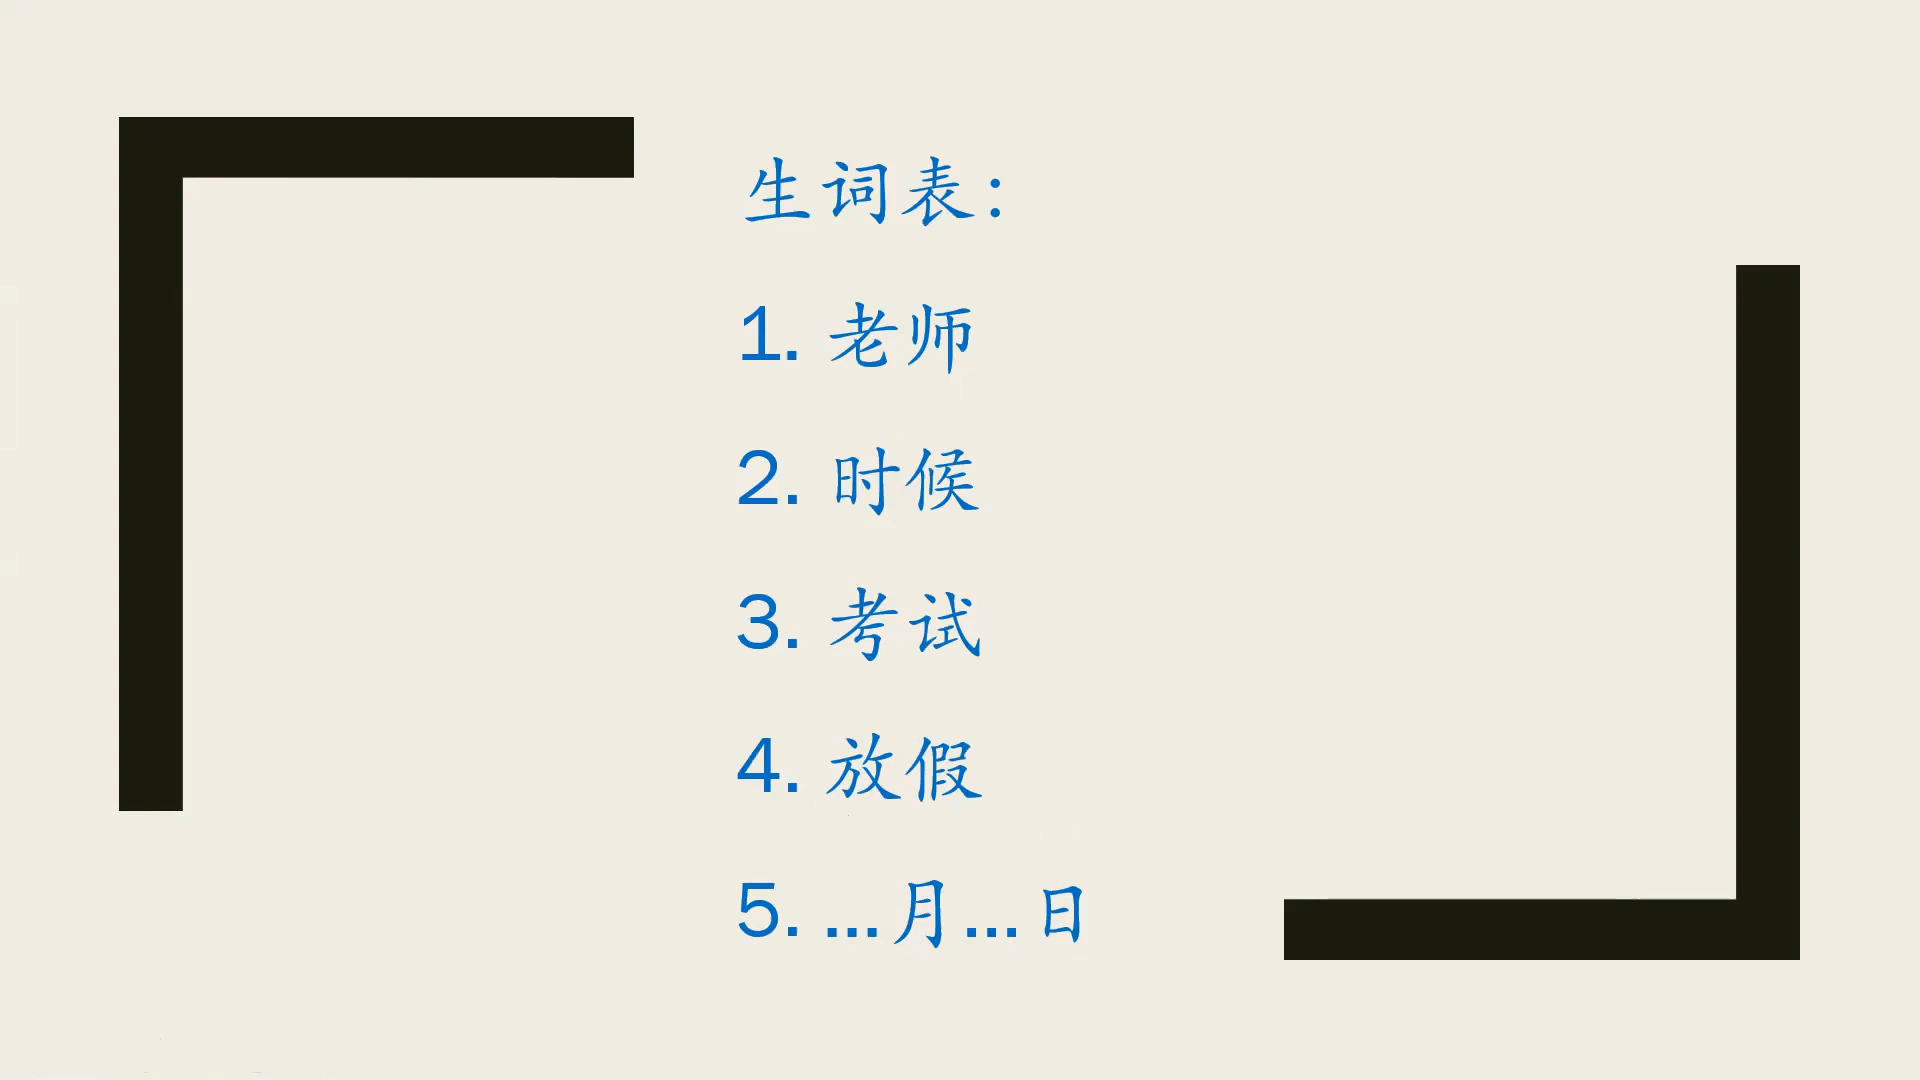 生词表：
1. 老师
2. 时候
3. 考试
4. 放假
5. ...月...日